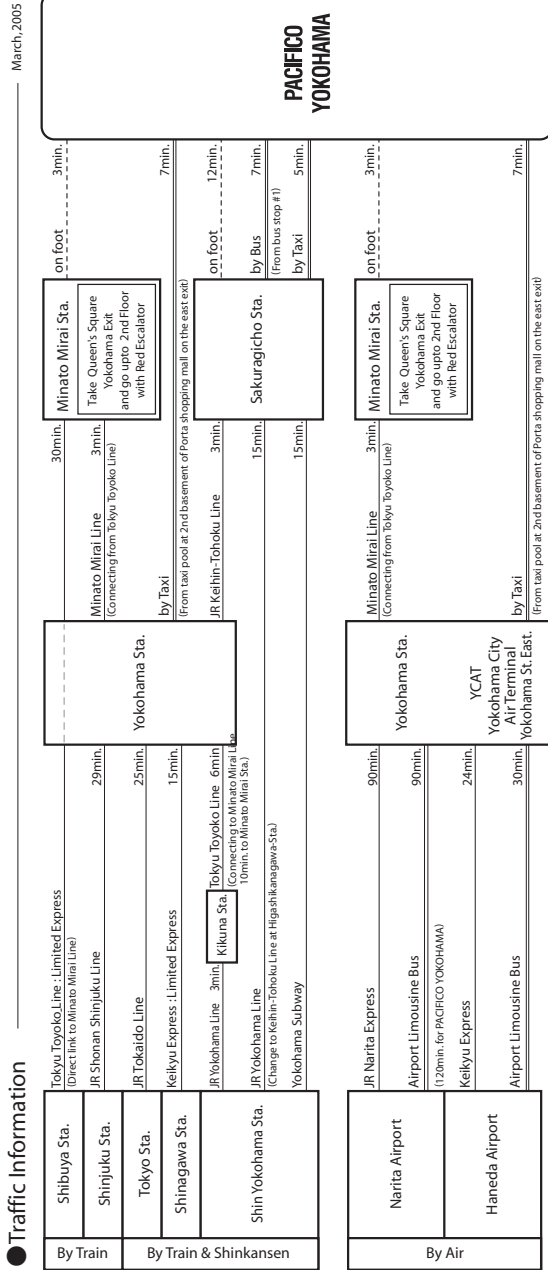 ●Traffic Information
March,2005
By Train
Shibuya Sta.
Tokyu Toyoko Line : Limited Express
(Direct link to Minato Mirai Line)
30min.
Minato Mirai Sta.
Take Queen's Square
Yokohama Exit
and go upto 2nd Floor
with Red Escalator
on foot
3min.
Shinjuku Sta.
JR Shonan Shinjuku Line
29min.
Yokohama Sta.
Minato Mirai Line
3min.
(Connecting from Tokyu Toyoko Line)
By Train & Shinkansen
Tokyo Sta.
JR Tokaido Line
25min.
Shinagawa Sta.
Keikyu Express : Limited Express
15min.
by Taxi
7min.
(From taxi pool at 2nd basement of Porta shopping mall on the east exit)
Shin Yokohama Sta.
JR Yokohama Line
3min.
Kikuna Sta.
Tokyu Toyoko Line
6min
(Connecting to Minato Mirai Line
10min. to Minato Mirai Sta.)
JR Keihin-Tohoku Line
3min.
Sakuragicho Sta.
on foot
12min.
JR Yokohama Line
(Change to Keihin-Tohoku Line at Higashikanagawa-Sta.)
15min.
by Bus
7min.
(From bus stop #1)
Yokohama Subway
15min.
by Taxi
5min.
PACIFICO
YOKOHAMA
By Air
Narita Airport
JR Narita Express
90min.
Yokohama Sta.
Minato Mirai Line
3min.
(Connecting from Tokyu Toyoko Line)
Minato Mirai Sta.
Take Queen's Square
Yokohama Exit
and go upto 2nd Floor
with Red Escalator
on foot
3min.
Airport Limousine Bus
90min.
(120min. for PACIFICO YOKOHAMA)
Haneda Airport
Keikyu Express
24min.
YCAT
Yokohama City
Air Terminal
Yokohama St. East.
Airport Limousine Bus
30min.
by Taxi
7min.
(From taxi pool at 2nd basement of Porta shopping mall on the east exit)